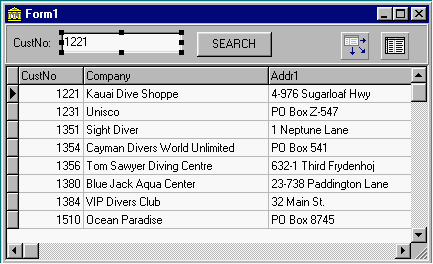 Form1
CustNo: 1221 SEARCH
CustNo Company Addr1
1221 Kauai Dive Shoppe 4-976 Sugarloaf Hwy
1231 Unisco PO Box Z-547
1351 Sight Diver 1 Neptune Lane
1354 Cayman Divers World Unlimited PO Box 541
1356 Tom Sawyer Diving Centre 632-1 Third Frydenhoj
1380 Blue Jack Aqua Center 23-738 Paddington Lane
1384 VIP Divers Club 32 Main St.
1510 Ocean Paradise PO Box 8745